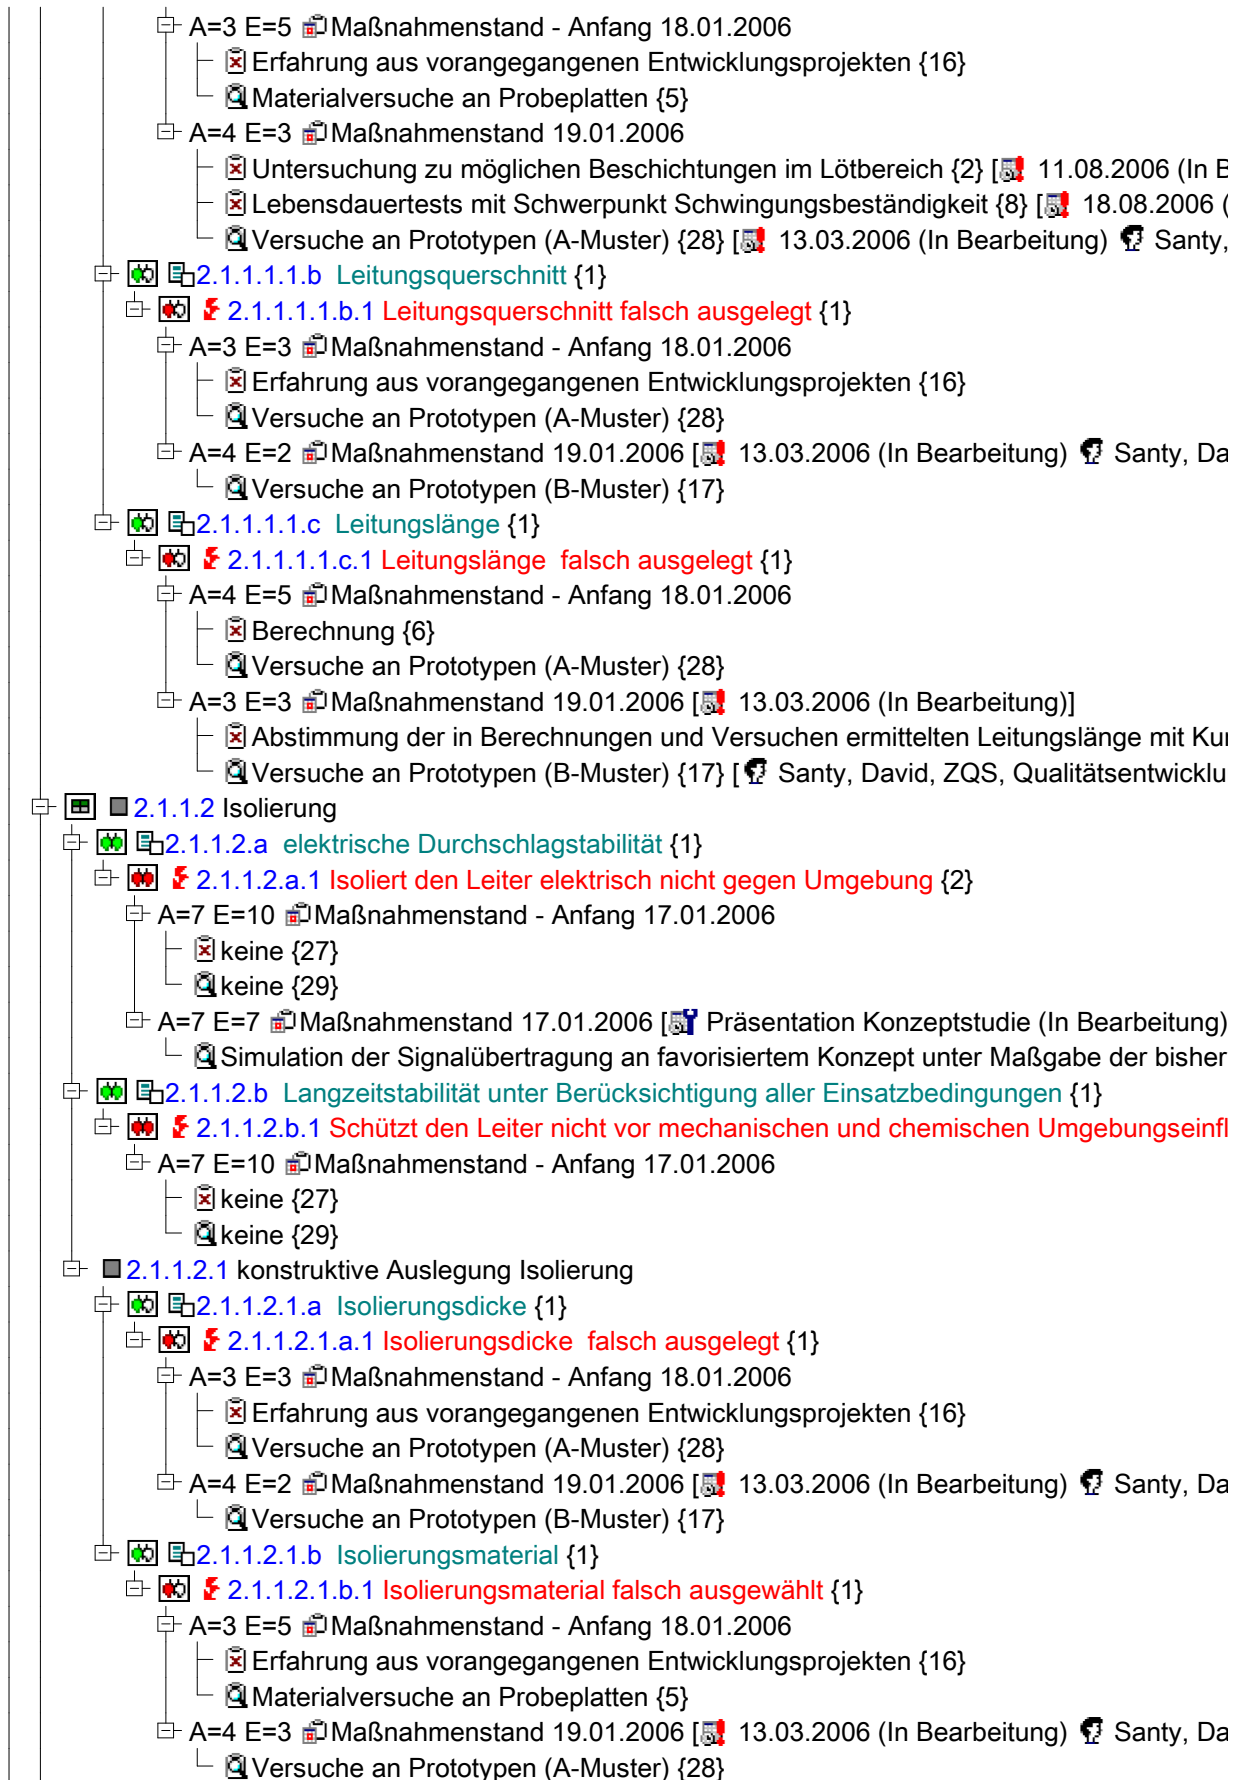 A=3 E=5 Maßnahmenstand - Anfang 18.01.2006
Erfahrung aus vorangegangenen Entwicklungsprojekten {16}
Materialversuche an Probeplatten {5}
A=4 E=3 Maßnahmenstand 19.01.2006
Untersuchung zu möglichen Beschichtungen im Lötbereich {2} [ 11.08.2006 (In B
Lebensdauertests mit Schwerpunkt Schwingungsbeständigkeit {8} [ 18.08.2006 (
Versuche an Prototypen (A-Muster) {28} [ 13.03.2006 (In Bearbeitung) Santy,
2.1.1.1.1.b Leitungsquerschnitt {1}
2.1.1.1.1.b.1 Leitungsquerschnitt falsch ausgelegt {1}
A=3 E=3 Maßnahmenstand - Anfang 18.01.2006
Erfahrung aus vorangegangenen Entwicklungsprojekten {16}
Versuche an Prototypen (A-Muster) {28}
A=4 E=2 Maßnahmenstand 19.01.2006 [ 13.03.2006 (In Bearbeitung) Santy, Da
Versuche an Prototypen (B-Muster) {17}
2.1.1.1.1.c Leitungslänge {1}
2.1.1.1.1.c.1 Leitungslänge falsch ausgelegt {1}
A=4 E=5 Maßnahmenstand - Anfang 18.01.2006
Berechnung {6}
Versuche an Prototypen (A-Muster) {28}
A=3 E=3 Maßnahmenstand 19.01.2006 [ 13.03.2006 (In Bearbeitung)]
Abstimmung der in Berechnungen und Versuchen ermittelten Leitungslänge mit Kun
Versuche an Prototypen (B-Muster) {17} [ Santy, David, ZQS, Qualitätsentwicklu
2.1.1.2 Isolierung
2.1.1.2.a elektrische Durchschlagstabilität {1}
2.1.1.2.a.1 Isoliert den Leiter elektrisch nicht gegen Umgebung {2}
A=7 E=10 Maßnahmenstand - Anfang 17.01.2006
keine {27}
keine {29}
A=7 E=7 Maßnahmenstand 17.01.2006 [ Präsentation Konzeptstudie (In Bearbeitung)
Simulation der Signalübertragung an favorisiertem Konzept unter Maßgabe der bisher
2.1.1.2.b Langzeitstabilität unter Berücksichtigung aller Einsatzbedingungen {1}
2.1.1.2.b.1 Schützt den Leiter nicht vor mechanischen und chemischen Umgebungseinfl
A=7 E=10 Maßnahmenstand - Anfang 17.01.2006
keine {27}
keine {29}
2.1.1.2.1 konstruktive Auslegung Isolierung
2.1.1.2.1.a Isolierungsdicke {1}
2.1.1.2.1.a.1 Isolierungsdicke falsch ausgelegt {1}
A=3 E=3 Maßnahmenstand - Anfang 18.01.2006
Erfahrung aus vorangegangenen Entwicklungsprojekten {16}
Versuche an Prototypen (A-Muster) {28}
A=4 E=2 Maßnahmenstand 19.01.2006 [ 13.03.2006 (In Bearbeitung) Santy, Da
Versuche an Prototypen (B-Muster) {17}
2.1.1.2.1.b Isolierungsmaterial {1}
2.1.1.2.1.b.1 Isolierungsmaterial falsch ausgewählt {1}
A=3 E=5 Maßnahmenstand - Anfang 18.01.2006
Erfahrung aus vorangegangenen Entwicklungsprojekten {16}
Materialversuche an Probeplatten {5}
A=4 E=3 Maßnahmenstand 19.01.2006 [ 13.03.2006 (In Bearbeitung) Santy, Da
Versuche an Prototypen (A-Muster) {28}